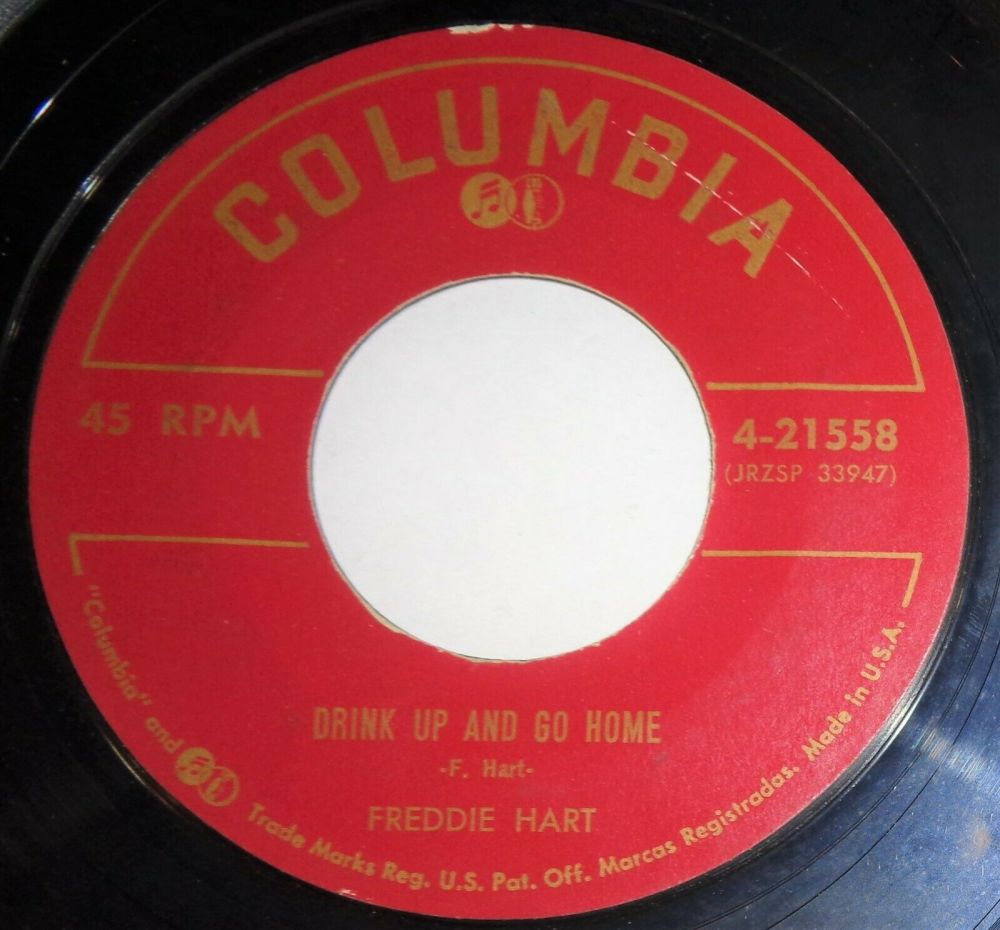 COLUMBIA
45 RPM
4-21558
(JRZSP 33947)
DRINK UP AND GO HOME
-F. Hart-
FREDDIE HART
"Columbia" and Trade Marks Reg. U.S. Pat. Off. Marcas Registradas. Made in U.S.A.